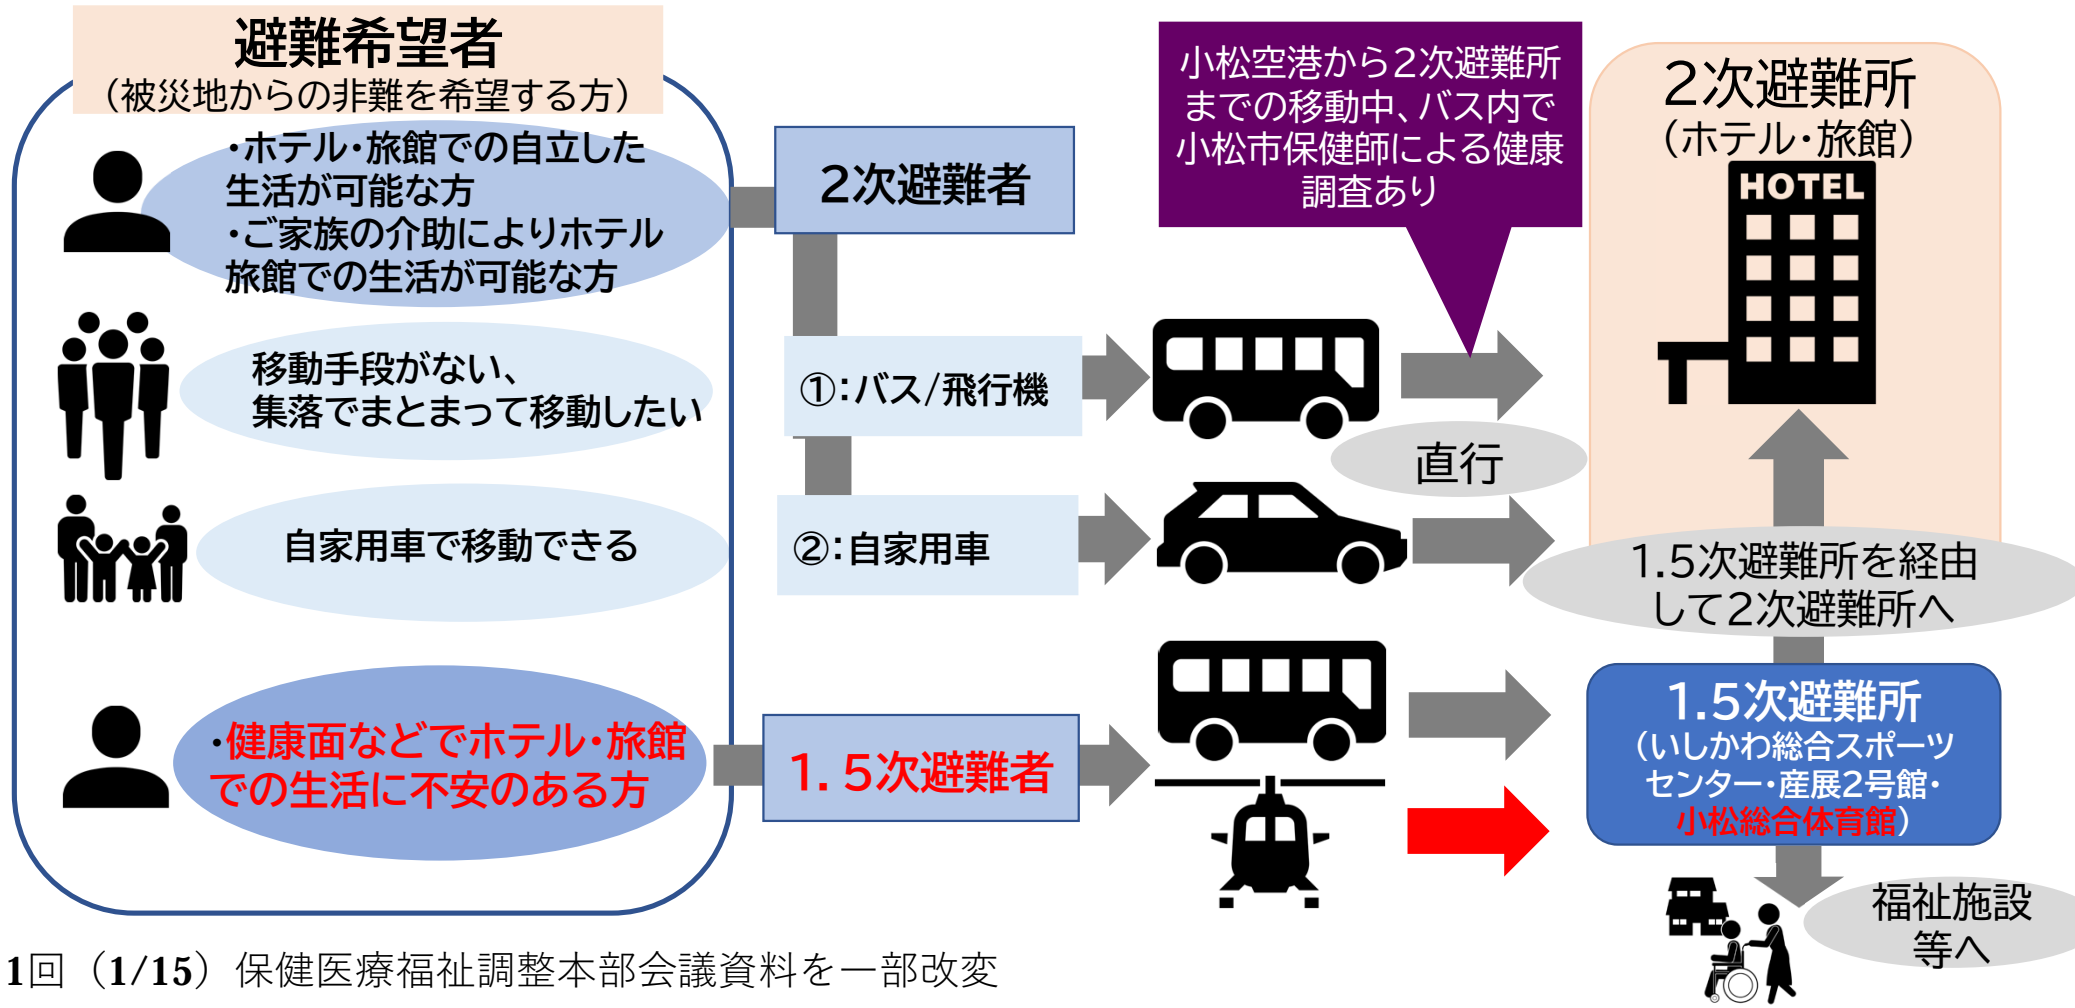 避難希望者
（被災地からの非難を希望する方）
・ホテル・旅館での自立した
生活が可能な方
・ご家族の介助によりホテル
旅館での生活が可能な方
移動手段がない、
集落でまとまって移動したい
自家用車で移動できる
・健康面などでホテル・旅館
での生活に不安のある方
2次避難者
①：バス/飛行機
②：自家用車
1.5次避難者
小松空港から2次避難所
までの移動中、バス内で
小松市保健師による健康
調査あり
直行
2次避難所
（ホテル・旅館）
HOTEL
1.5次避難所を経由
して2次避難所へ
1.5次避難所
（いしかわ総合スポーツ
センター・産展2号館・
小松総合体育館）
福祉施設
等へ
1回（1/15）保健医療福祉調整本部会議資料を一部改変